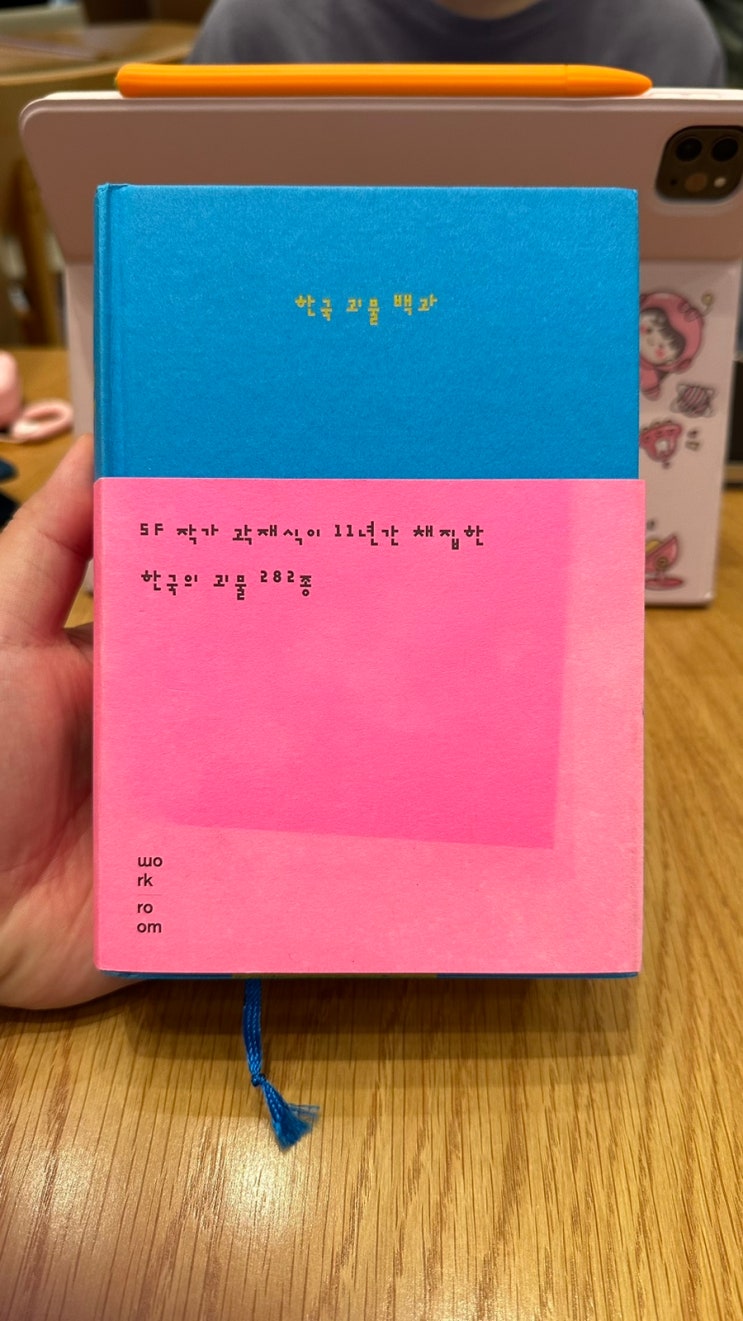 한국 괴물 백과
SF 작가 곽재식이 11년간 채집한
한국의 괴물 282종
wo
rk
ro
om